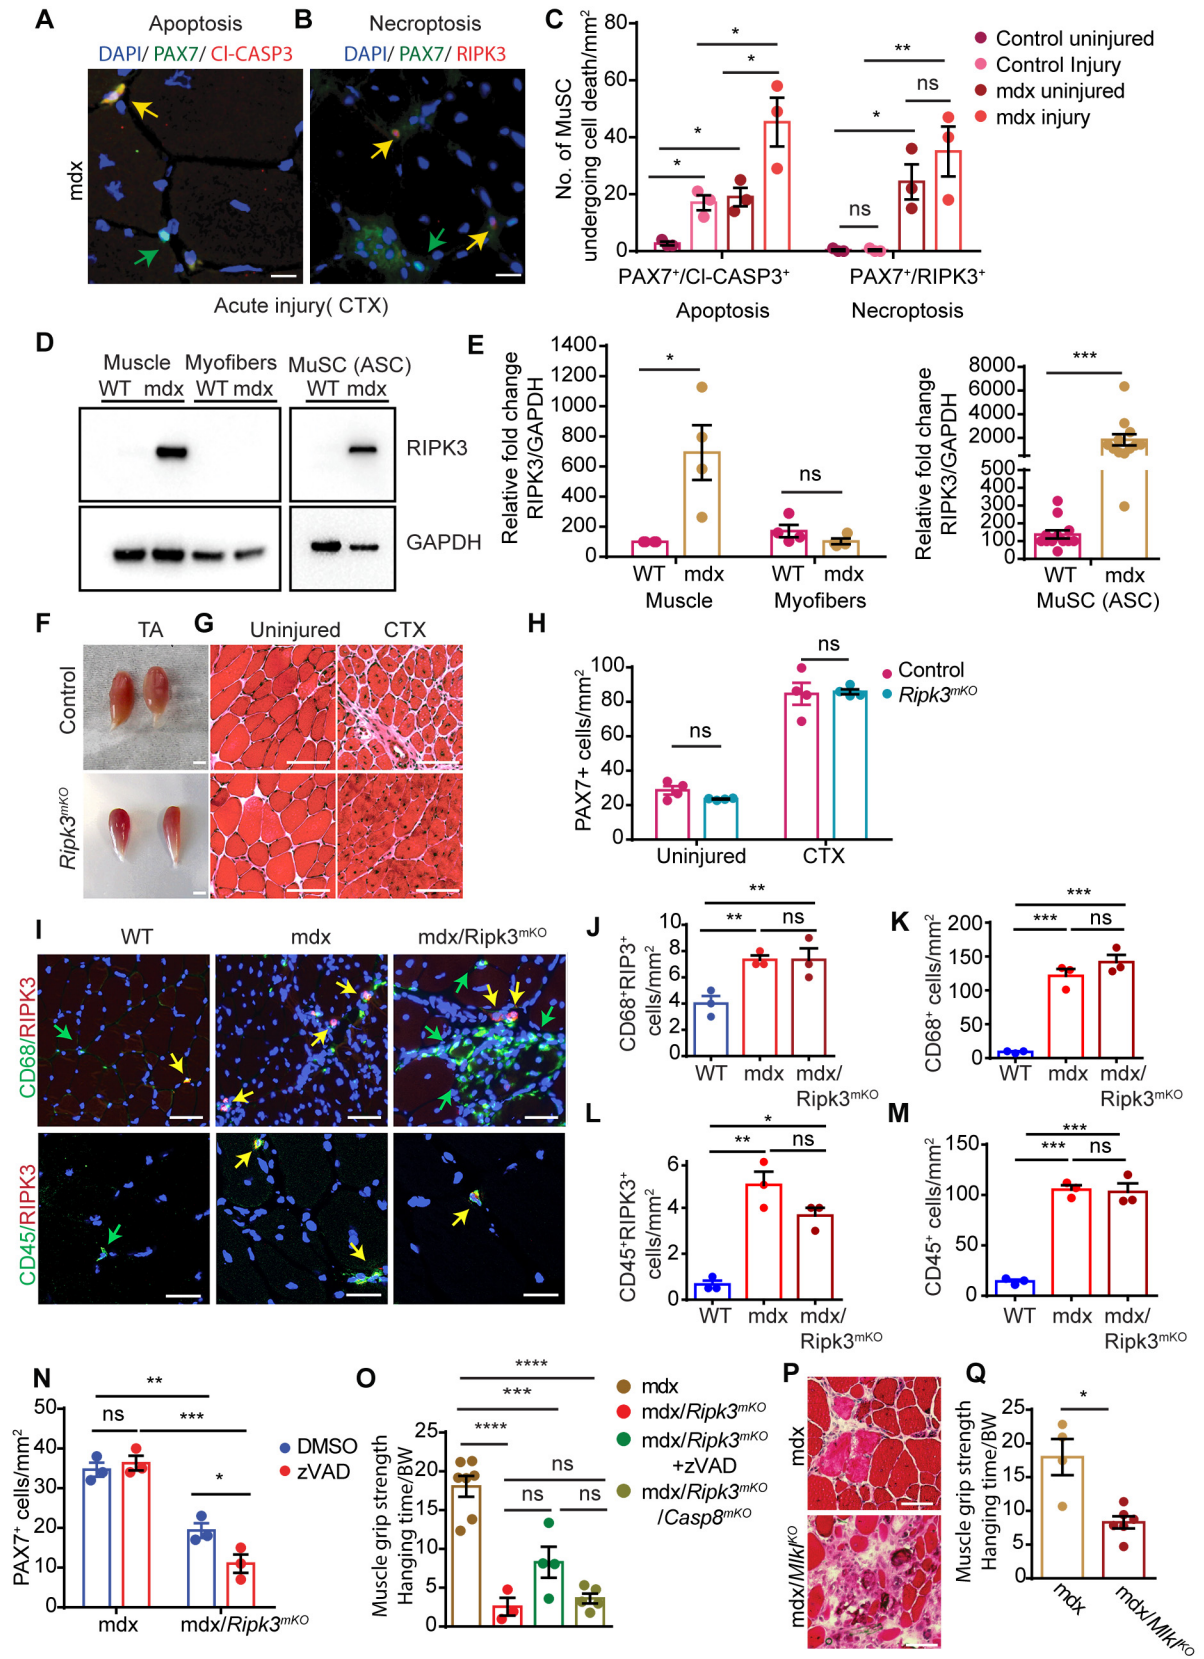 A
Apoptosis
DAPI/ PAX7/ Cl-CASP3
mdx
B
Necroptosis
DAPI/ PAX7/ RIPK3
Acute injury( CTX)
C
No. of MuSC
undergoing cell death/mm²
80
60
40
20
0
*
*
*
*
**
ns
*
ns
PAX7⁺/Cl-CASP3⁺
PAX7⁺/RIPK3⁺
Apoptosis
Necroptosis
Control uninjured
Control Injury
mdx uninjured
mdx injury
D
Muscle Myofibers MuSC (ASC)
WT mdx WT mdx WT mdx
RIPK3
GAPDH
E
Relative fold change
RIPK3/GAPDH
1400
1200
1000
800
600
400
200
0
*
ns
WT mdx WT mdx
Muscle Myofibers
Relative fold change
RIPK3/GAPDH
8000
6000
4000
2000
500
400
300
200
100
0
***
WT mdx
MuSC (ASC)
F
TA
Control
Ripk3ᵐᴷᴼ
G
Uninjured CTX
H
PAX7+ cells/mm²
100
80
60
40
20
0
ns
ns
Uninjured CTX
Control
Ripk3ᵐᴷᴼ
I
WT mdx mdx/Ripk3ᵐᴷᴼ
CD68/RIPK3
CD45/RIPK3
J
CD68⁺RIP3⁺
cells/mm²
10
8
6
4
2
0
**
**
ns
WT mdx mdx/
Ripk3ᵐᴷᴼ
K
CD68⁺ cells/mm²
200
150
100
50
0
***
***
ns
WT mdx mdx/
Ripk3ᵐᴷᴼ
L
CD45⁺RIPK3⁺
cells/mm²
6
4
2
0
*
**
ns
WT mdx mdx/
Ripk3ᵐᴷᴼ
M
CD45⁺ cells/mm²
150
100
50
0
***
***
ns
WT mdx mdx/
Ripk3ᵐᴷᴼ
N
PAX7⁺ cells/mm²
50
40
30
20
10
0
**
ns
***
*
mdx mdx/Ripk3ᵐᴷᴼ
DMSO
zVAD
O
Muscle grip strength
Hanging time/BW
25
20
15
10
5
0
****
***
****
ns
ns
ns
mdx
mdx/Ripk3ᵐᴷᴼ
mdx/Ripk3ᵐᴷᴼ
+zVAD
mdx/Ripk3ᵐᴷᴼ
/Casp8ᵐᴷᴼ
P
mdx
mdx/Mlklᴷᴼ
Q
Muscle grip strength
Hanging time/BW
25
20
15
10
5
0
*
mdx
mdx/Mlklᴷᴼ